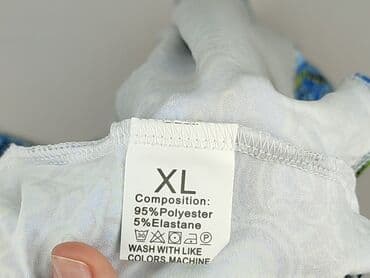 XL
Composition:
95%Polyester
5%Elastane
WASH WITH LIKE
COLORS,MACHINE